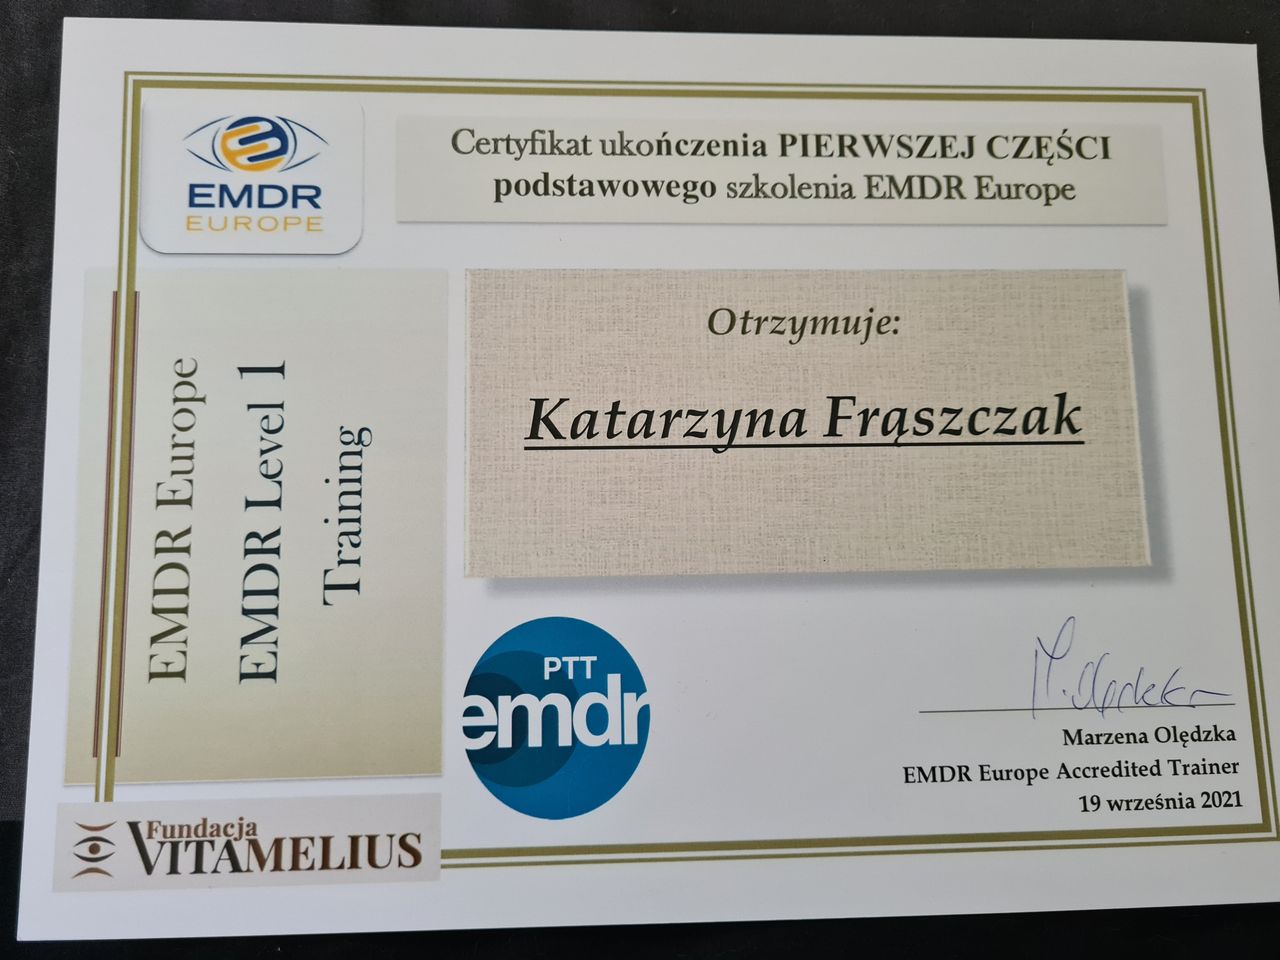 EMDR
EUROPE
Certyfikat ukończenia PIERWSZEJ CZĘŚCI
podstawowego szkolenia EMDR Europe
EMDR Europe
EMDR Level 1
Training
Otrzymuje:
Katarzyna Frąszczak
PTT
emdr
M. Olędzka
Marzena Olędzka
EMDR Europe Accredited Trainer
19 września 2021
Fundacja
VITAMELIUS